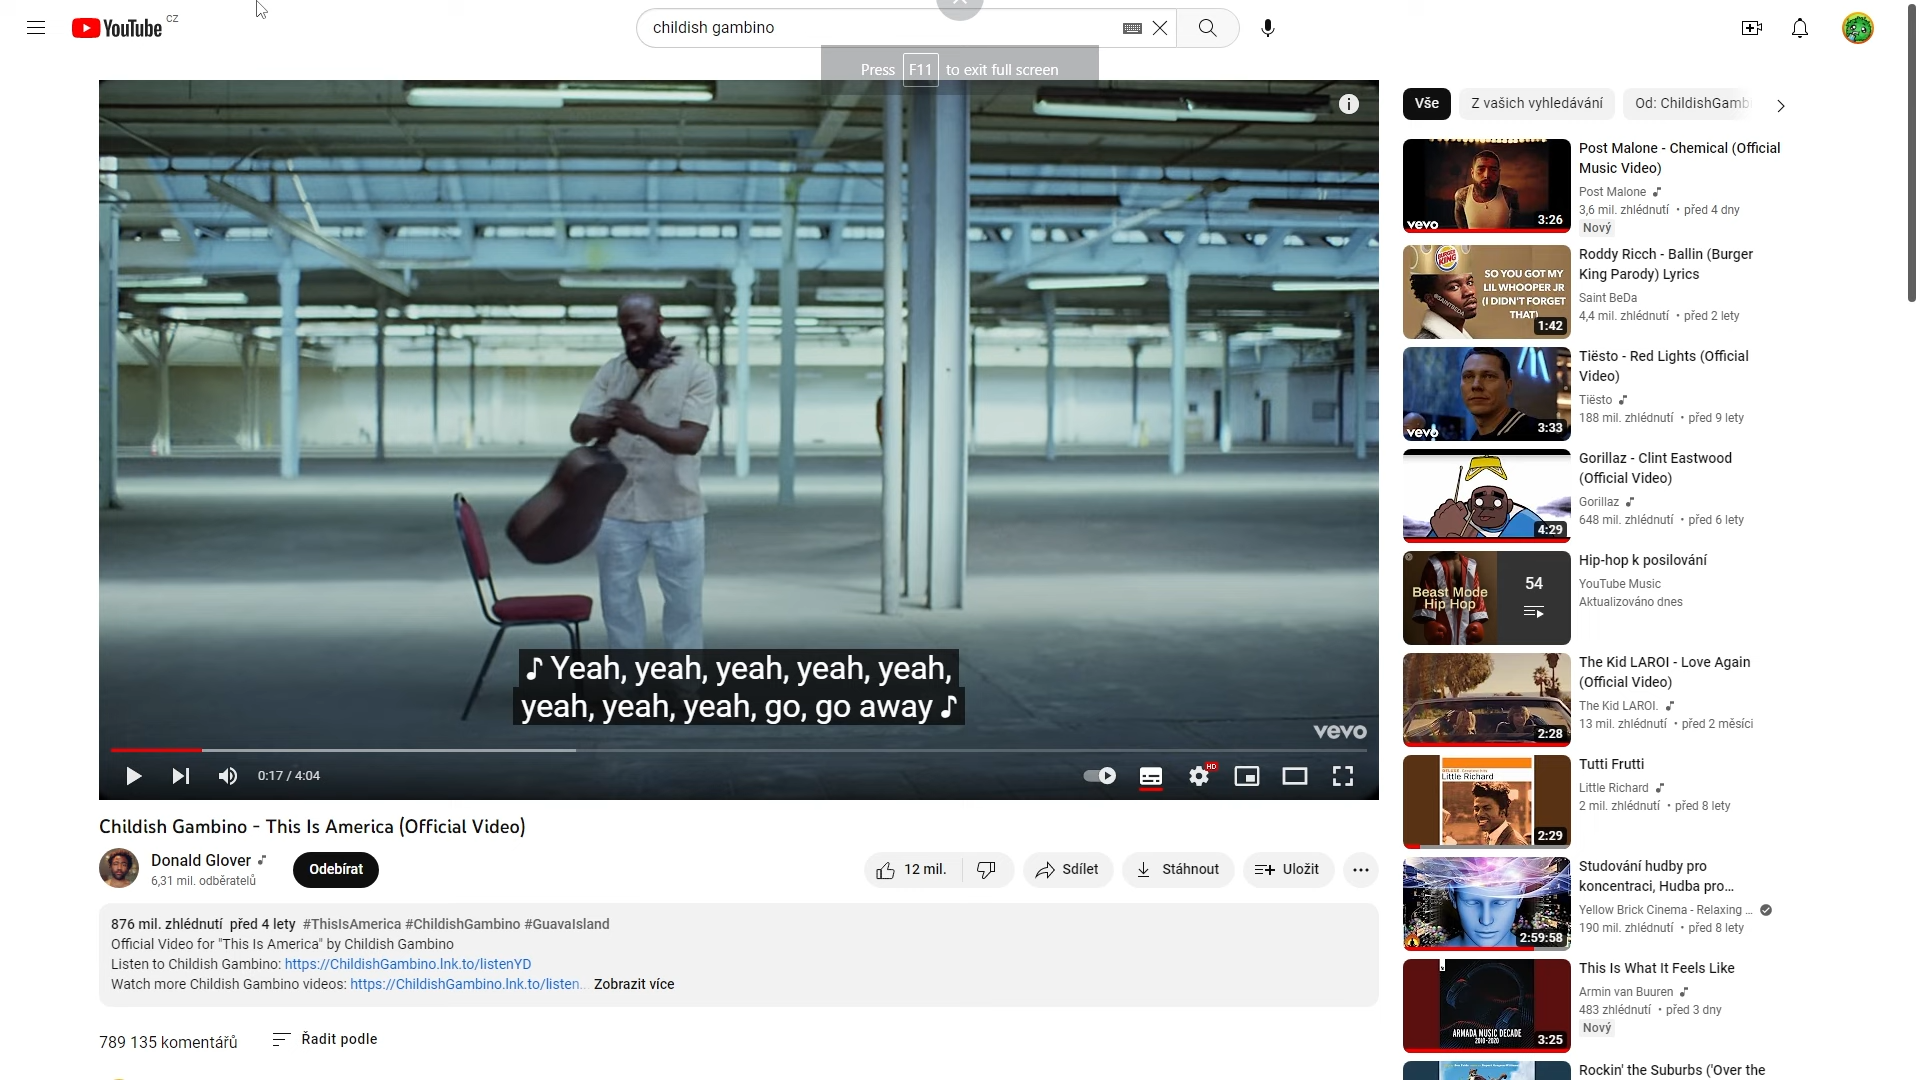 YouTube CZ
childish gambino
Press F11 to exit full screen
♪ Yeah, yeah, yeah, yeah, yeah,
yeah, yeah, yeah, go, go away ♪
vevo
0:17 / 4:04
HD
Childish Gambino - This Is America (Official Video)
Donald Glover
6,31 mil. odběratelů
Odebírat
12 mil.
Sdílet
Stáhnout
Uložit
876 mil. zhlédnutí před 4 lety #ThisIsAmerica #ChildishGambino #GuavaIsland
Official Video for "This Is America" by Childish Gambino
Listen to Childish Gambino: https://ChildishGambino.lnk.to/listenYD
Watch more Childish Gambino videos: https://ChildishGambino.lnk.to/listen... Zobrazit více
789 135 komentářů
Řadit podle
Vše
Z vašich vyhledávání
Od: ChildishGamb
vevo
3:26
Post Malone - Chemical (Official
Music Video)
Post Malone
3,6 mil. zhlédnutí • před 4 dny
Nový
BURGER KING
SO YOU GOT MY
LIL WHOOPER JR
(I DIDN'T FORGET
THAT)
@SAINTBEDA
1:42
Roddy Ricch - Ballin (Burger
King Parody) Lyrics
Saint BeDa
4,4 mil. zhlédnutí • před 2 lety
vevo
3:33
Tiësto - Red Lights (Official
Video)
Tiësto
188 mil. zhlédnutí • před 9 lety
4:29
Gorillaz - Clint Eastwood
(Official Video)
Gorillaz
648 mil. zhlédnutí • před 6 lety
Beast Mode
Hip Hop
54
Hip-hop k posilování
YouTube Music
Aktualizováno dnes
2:28
The Kid LAROI - Love Again
(Official Video)
The Kid LAROI.
13 mil. zhlédnutí • před 2 měsíci
Little Richard
2:29
Tutti Frutti
Little Richard
2 mil. zhlédnutí • před 8 lety
2:59:58
Studování hudby pro
koncentraci, Hudba pro...
Yellow Brick Cinema - Relaxing ...
190 mil. zhlédnutí • před 8 lety
ARMADA MUSIC DECADE
2010-2020
3:25
This Is What It Feels Like
Armin van Buuren
483 zhlédnutí • před 3 dny
Nový
Rockin' the Suburbs ('Over the